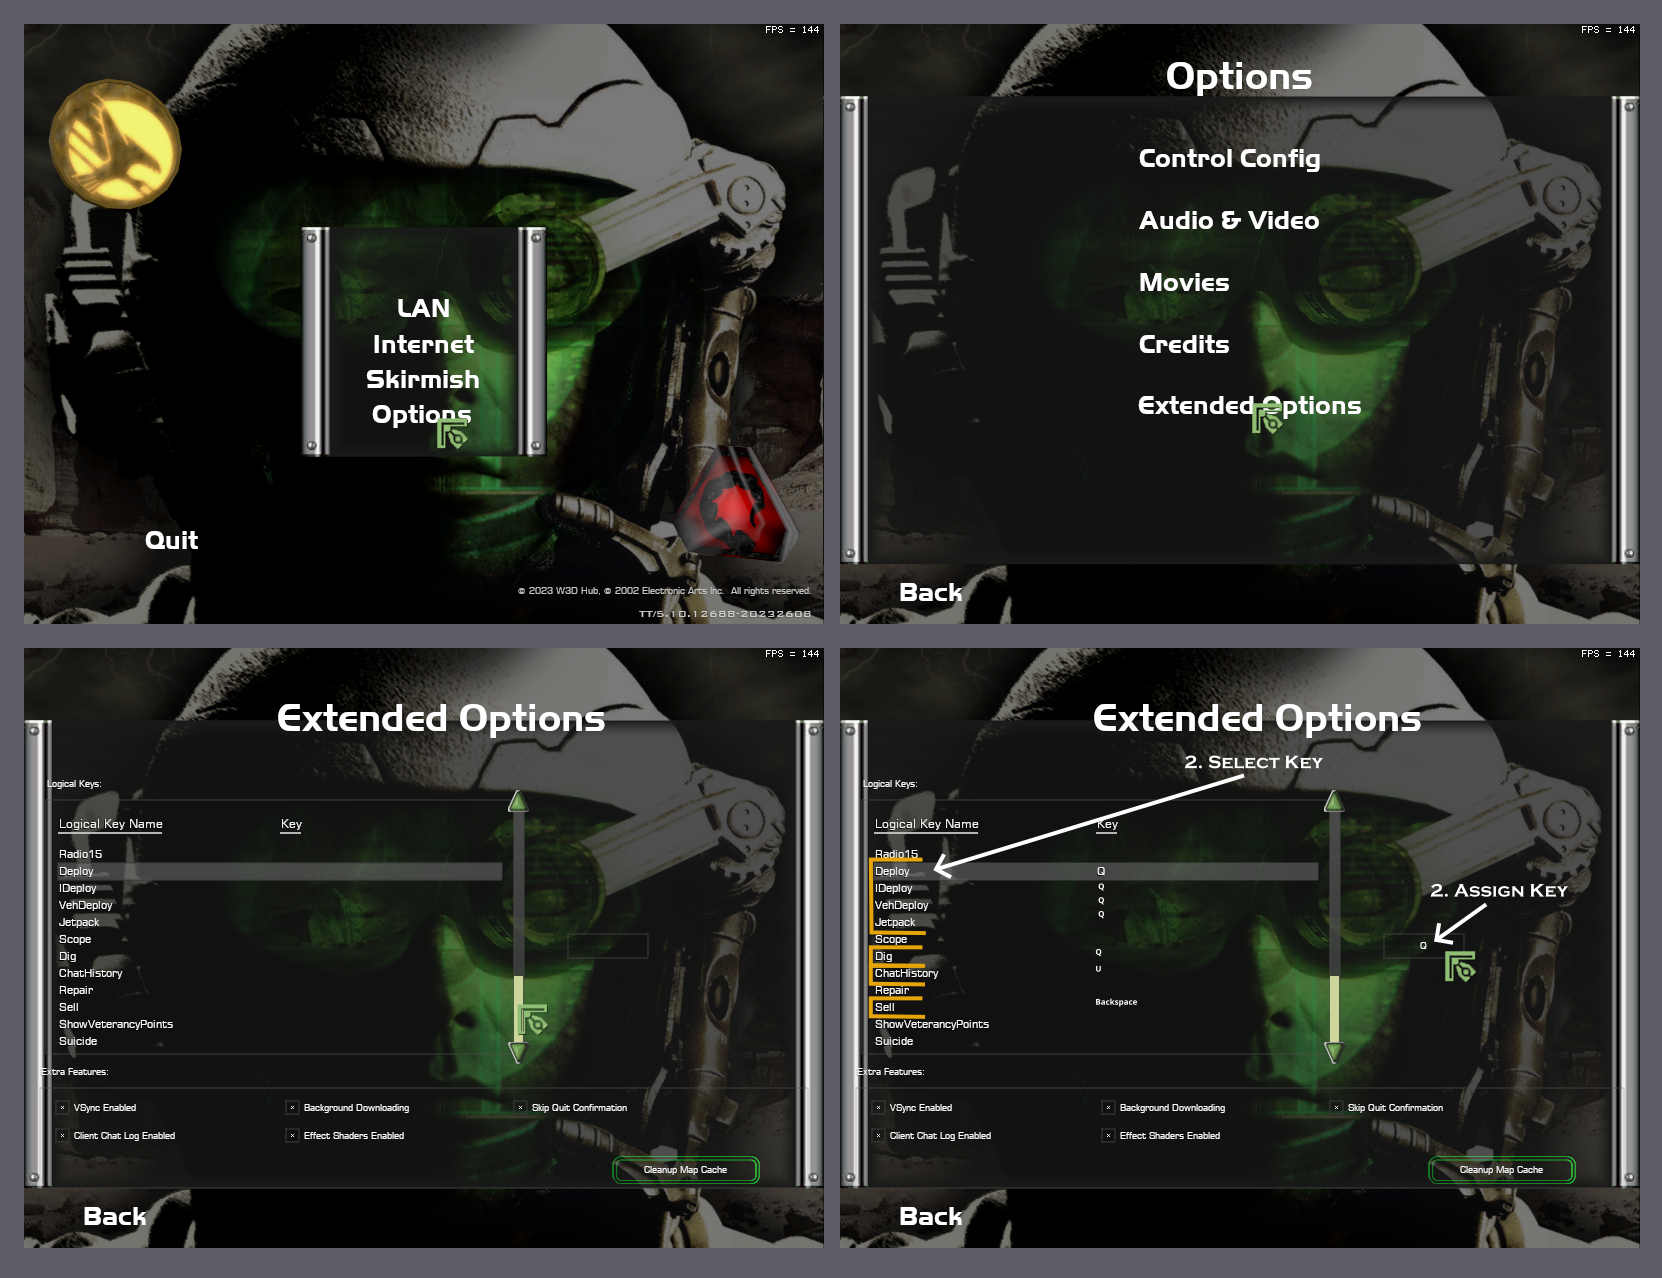 FPS = 144
LAN
Internet
Skirmish
Options
Quit
© 2023 W3D Hub, © 2002 Electronic Arts Inc. All rights reserved.
TT/5.10.12688-20232608
FPS = 144
Options
Control Config
Audio & Video
Movies
Credits
Extended Options
Back
FPS = 144
Extended Options
Logical Keys:
Logical Key Name Key
Radio15
Deploy
IDeploy
VehDeploy
Jetpack
Scope
Dig
ChatHistory
Repair
Sell
ShowVeterancyPoints
Suicide
Extra Features:
VSync Enabled Background Downloading Skip Quit Confirmation
Client Chat Log Enabled Effect Shaders Enabled
Cleanup Map Cache
Back
FPS = 144
Extended Options
2. Select Key
Logical Keys:
Logical Key Name Key
Radio15
Deploy Q
IDeploy Q
VehDeploy Q
2. Assign Key
Jetpack Q
Scope
Q
Dig Q
ChatHistory U
Repair
Sell Backspace
ShowVeterancyPoints
Suicide
Extra Features:
VSync Enabled Background Downloading Skip Quit Confirmation
Client Chat Log Enabled Effect Shaders Enabled
Cleanup Map Cache
Back